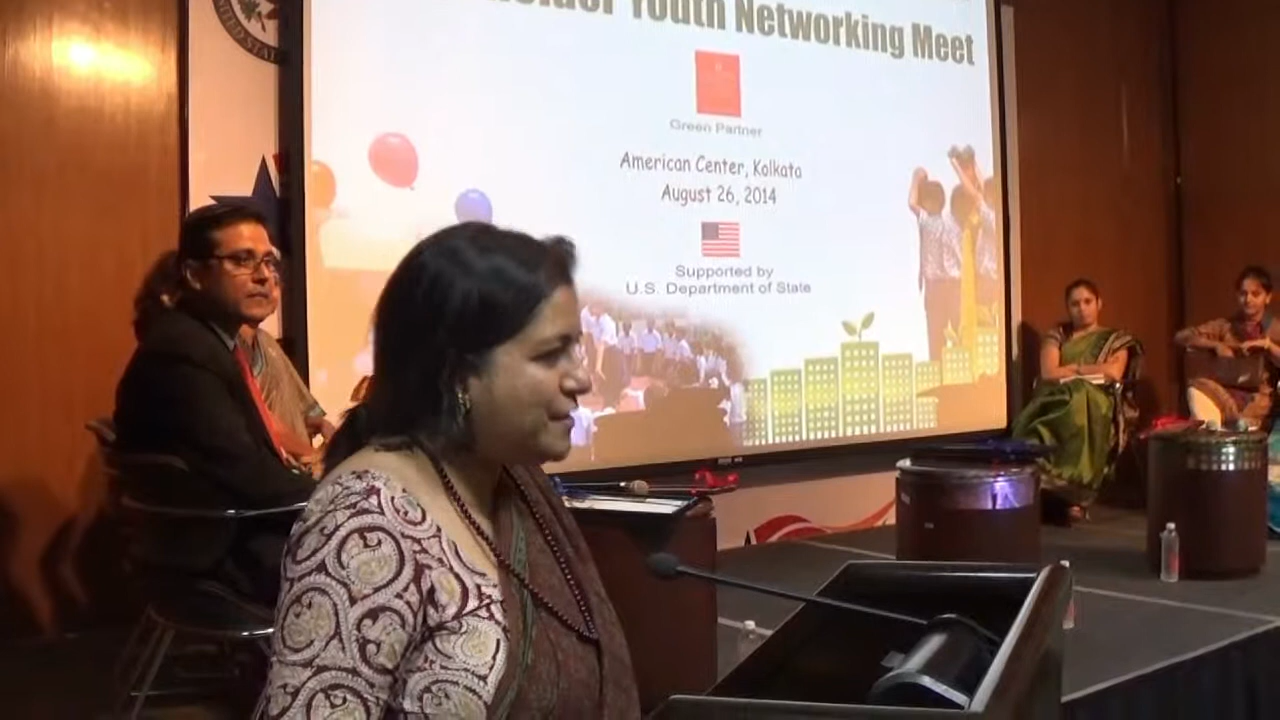 Youth Networking Meet
Green Partner
American Center, Kolkata
August 26, 2014
Supported by
U.S. Department of State